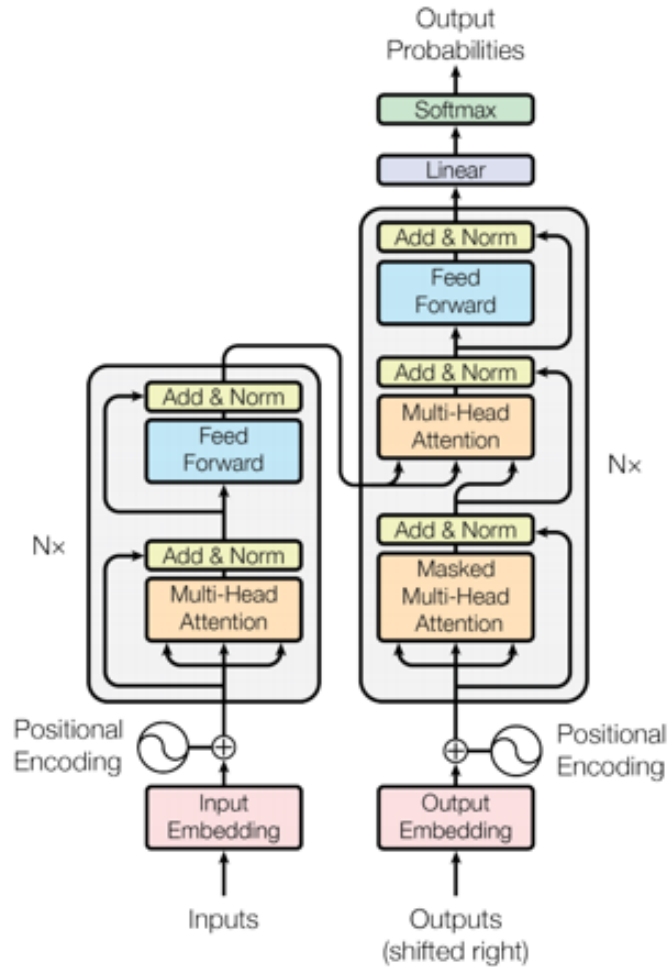 Output
Probabilities
Softmax
Linear
Add & Norm
Feed
Forward
Add & Norm
Multi-Head
Attention
Nx
Add & Norm
Masked
Multi-Head
Attention
Add & Norm
Feed
Forward
Nx
Add & Norm
Multi-Head
Attention
Positional
Encoding
Positional
Encoding
Input
Embedding
Output
Embedding
Inputs
Outputs
(shifted right)